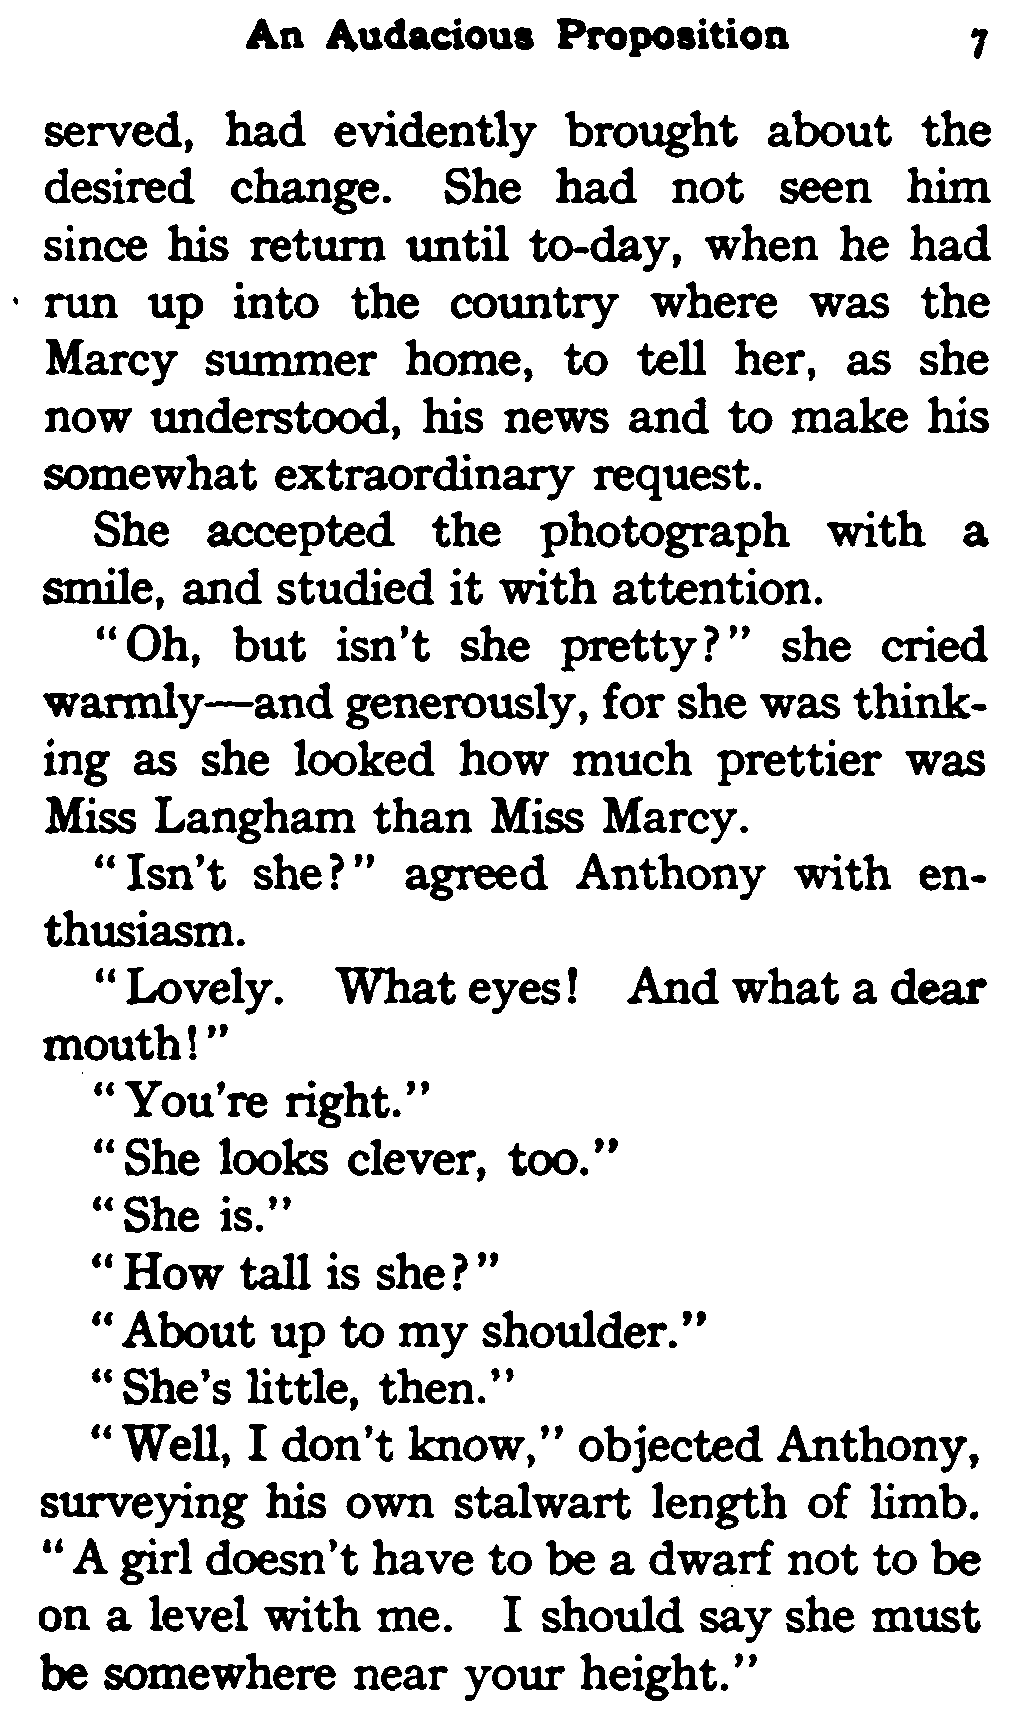 An Audacious Proposition 7
served, had evidently brought about the
desired change. She had not seen him
since his return until to-day, when he had
run up into the country where was the
Marcy summer home, to tell her, as she
now understood, his news and to make his
somewhat extraordinary request.
She accepted the photograph with a
smile, and studied it with attention.
"Oh, but isn't she pretty?" she cried
warmly—and generously, for she was think-
ing as she looked how much prettier was
Miss Langham than Miss Marcy.
"Isn't she?" agreed Anthony with en-
thusiasm.
"Lovely. What eyes! And what a dear
mouth!"
"You're right."
"She looks clever, too."
"She is."
"How tall is she?"
"About up to my shoulder."
"She's little, then."
"Well, I don't know," objected Anthony,
surveying his own stalwart length of limb.
"A girl doesn't have to be a dwarf not to be
on a level with me. I should say she must
be somewhere near your height."